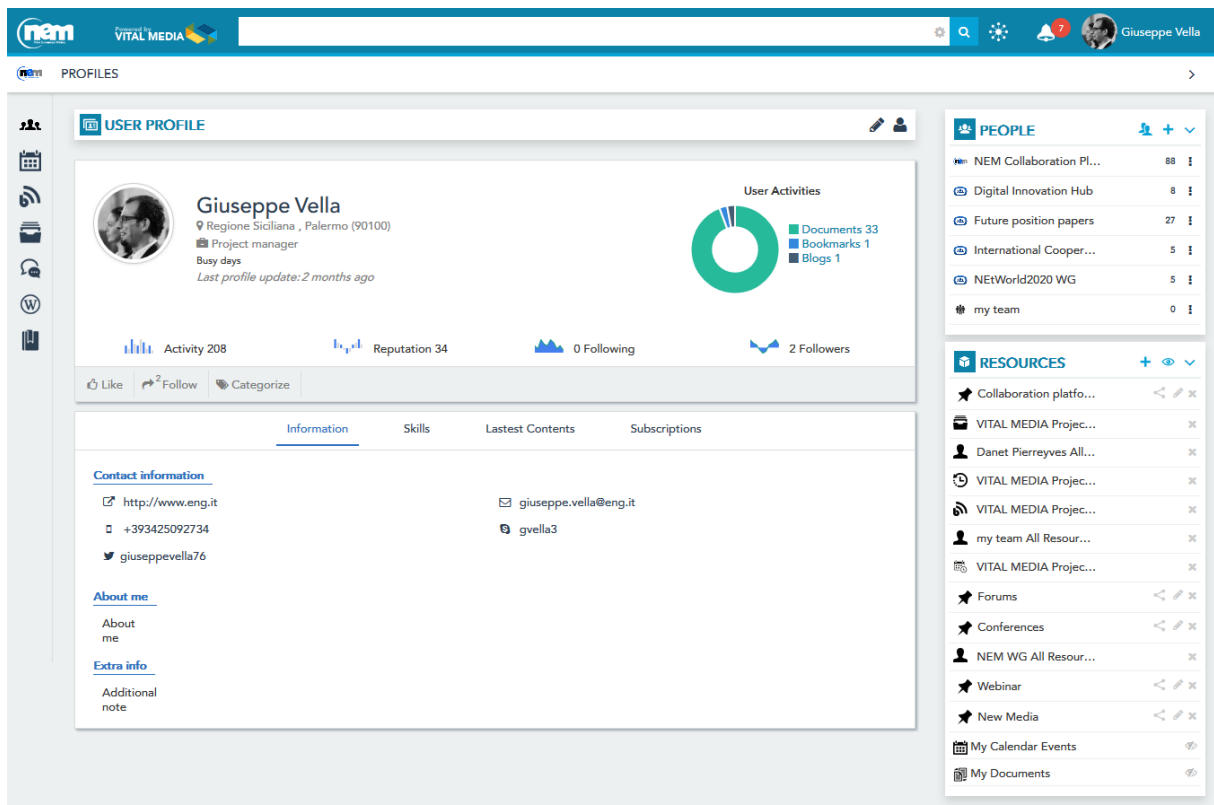 nem
Powered by
VITAL MEDIA
7
Giuseppe Vella
nem
PROFILES
USER PROFILE
Giuseppe Vella
Regione Siciliana , Palermo (90100)
Project manager
Busy days
Last profile update: 2 months ago
User Activities
Documents 33
Bookmarks 1
Blogs 1
Activity 208
Reputation 34
0 Following
2 Followers
Like
2
Follow
Categorize
Information
Skills
Lastest Contents
Subscriptions
Contact information
http://www.eng.it
giuseppe.vella@eng.it
+393425092734
gvella3
giuseppevella76
About me
About
me
Extra info
Additional
note
PEOPLE
NEM Collaboration Pl... 88
Digital Innovation Hub 8
Future position papers 27
International Cooper... 5
NEtWorld2020 WG 5
my team 0
RESOURCES
Collaboration platfo...
VITAL MEDIA Projec...
Danet Pierreyves All...
VITAL MEDIA Projec...
VITAL MEDIA Projec...
my team All Resour...
VITAL MEDIA Projec...
Forums
Conferences
NEM WG All Resour...
Webinar
New Media
My Calendar Events
My Documents